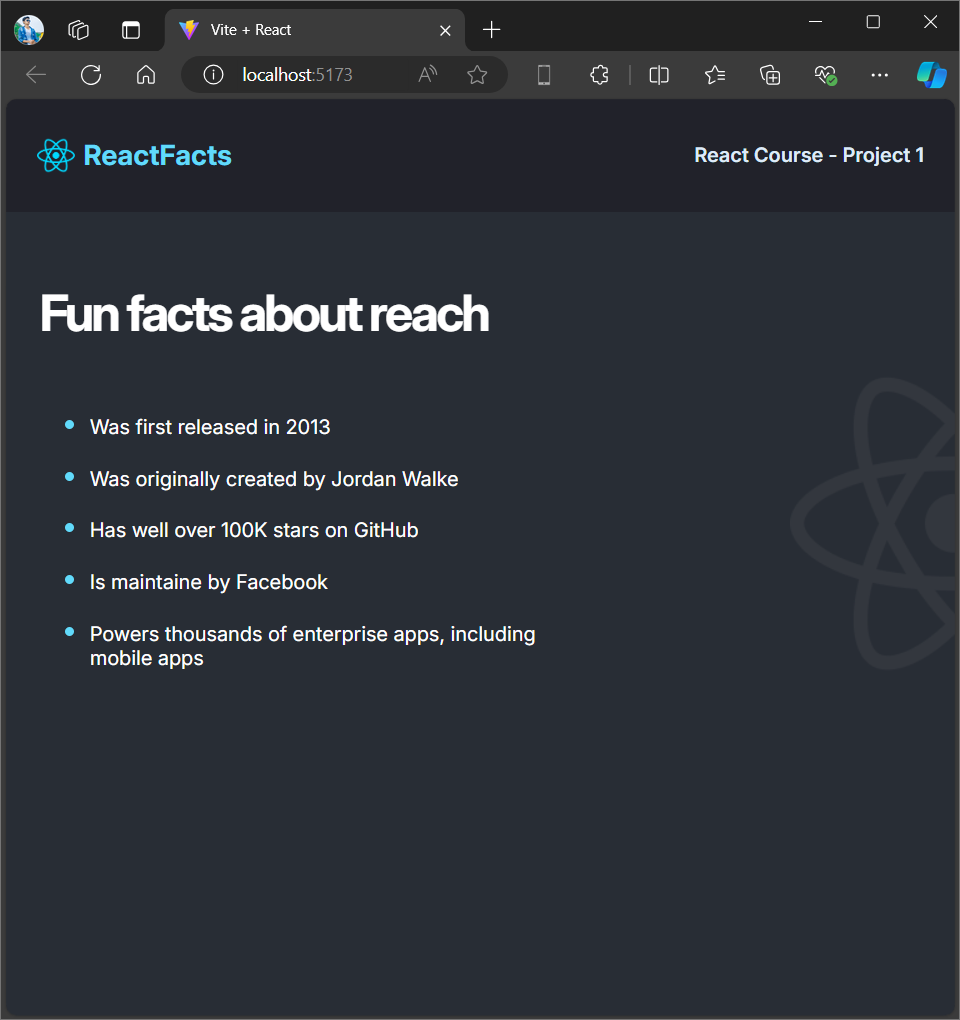 Vite + React
localhost:5173
ReactFacts
React Course - Project 1
Fun facts about reach
Was first released in 2013
Was originally created by Jordan Walke
Has well over 100K stars on GitHub
Is maintaine by Facebook
Powers thousands of enterprise apps, including
mobile apps